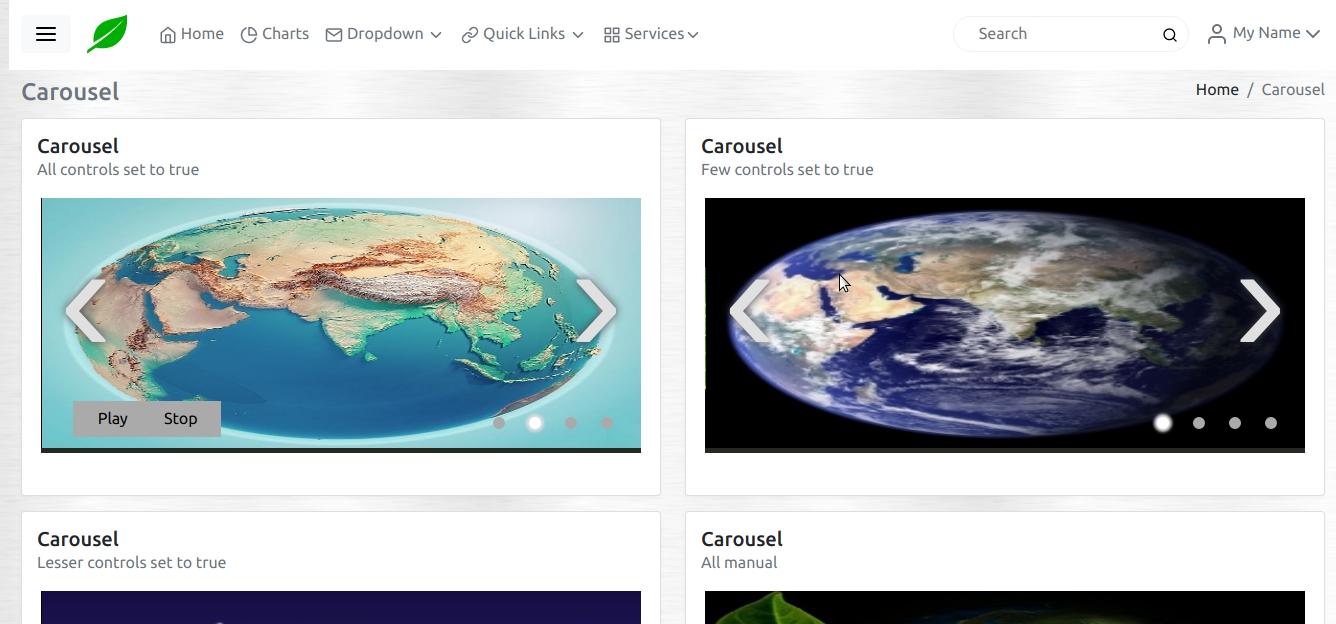 Home Charts Dropdown Quick Links Services Search My Name
Carousel
Home / Carousel
Carousel
All controls set to true
Play Stop
Carousel
Few controls set to true
Carousel
Lesser controls set to true
Carousel
All manual